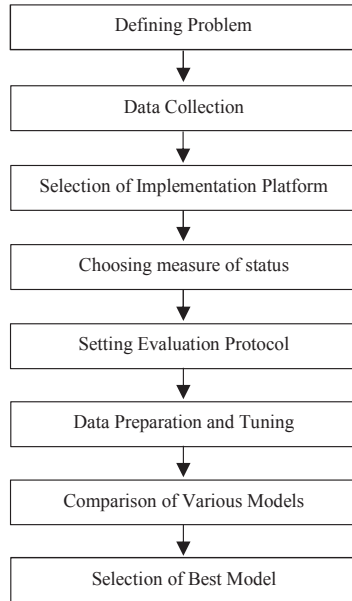 Defining Problem
Data Collection
Selection of Implementation Platform
Choosing measure of status
Setting Evaluation Protocol
Data Preparation and Tuning
Comparison of Various Models
Selection of Best Model